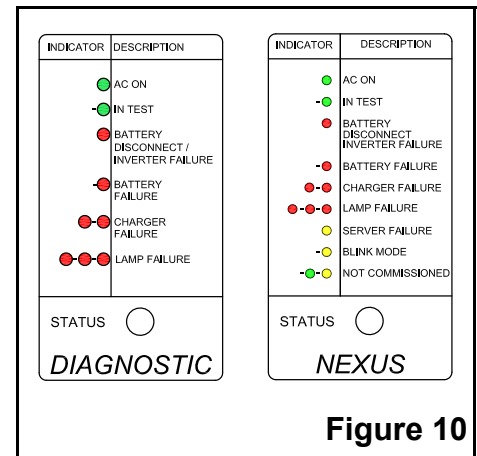 INDICATOR DESCRIPTION
AC ON
IN TEST
BATTERY
DISCONNECT /
INVERTER FAILURE
BATTERY
FAILURE
CHARGER
FAILURE
LAMP FAILURE
STATUS
DIAGNOSTIC
INDICATOR DESCRIPTION
AC ON
IN TEST
BATTERY
DISCONNECT
INVERTER FAILURE
BATTERY FAILURE
CHARGER FAILURE
LAMP FAILURE
SERVER FAILURE
BLINK MODE
NOT COMMISSIONED
STATUS
NEXUS
Figure 10